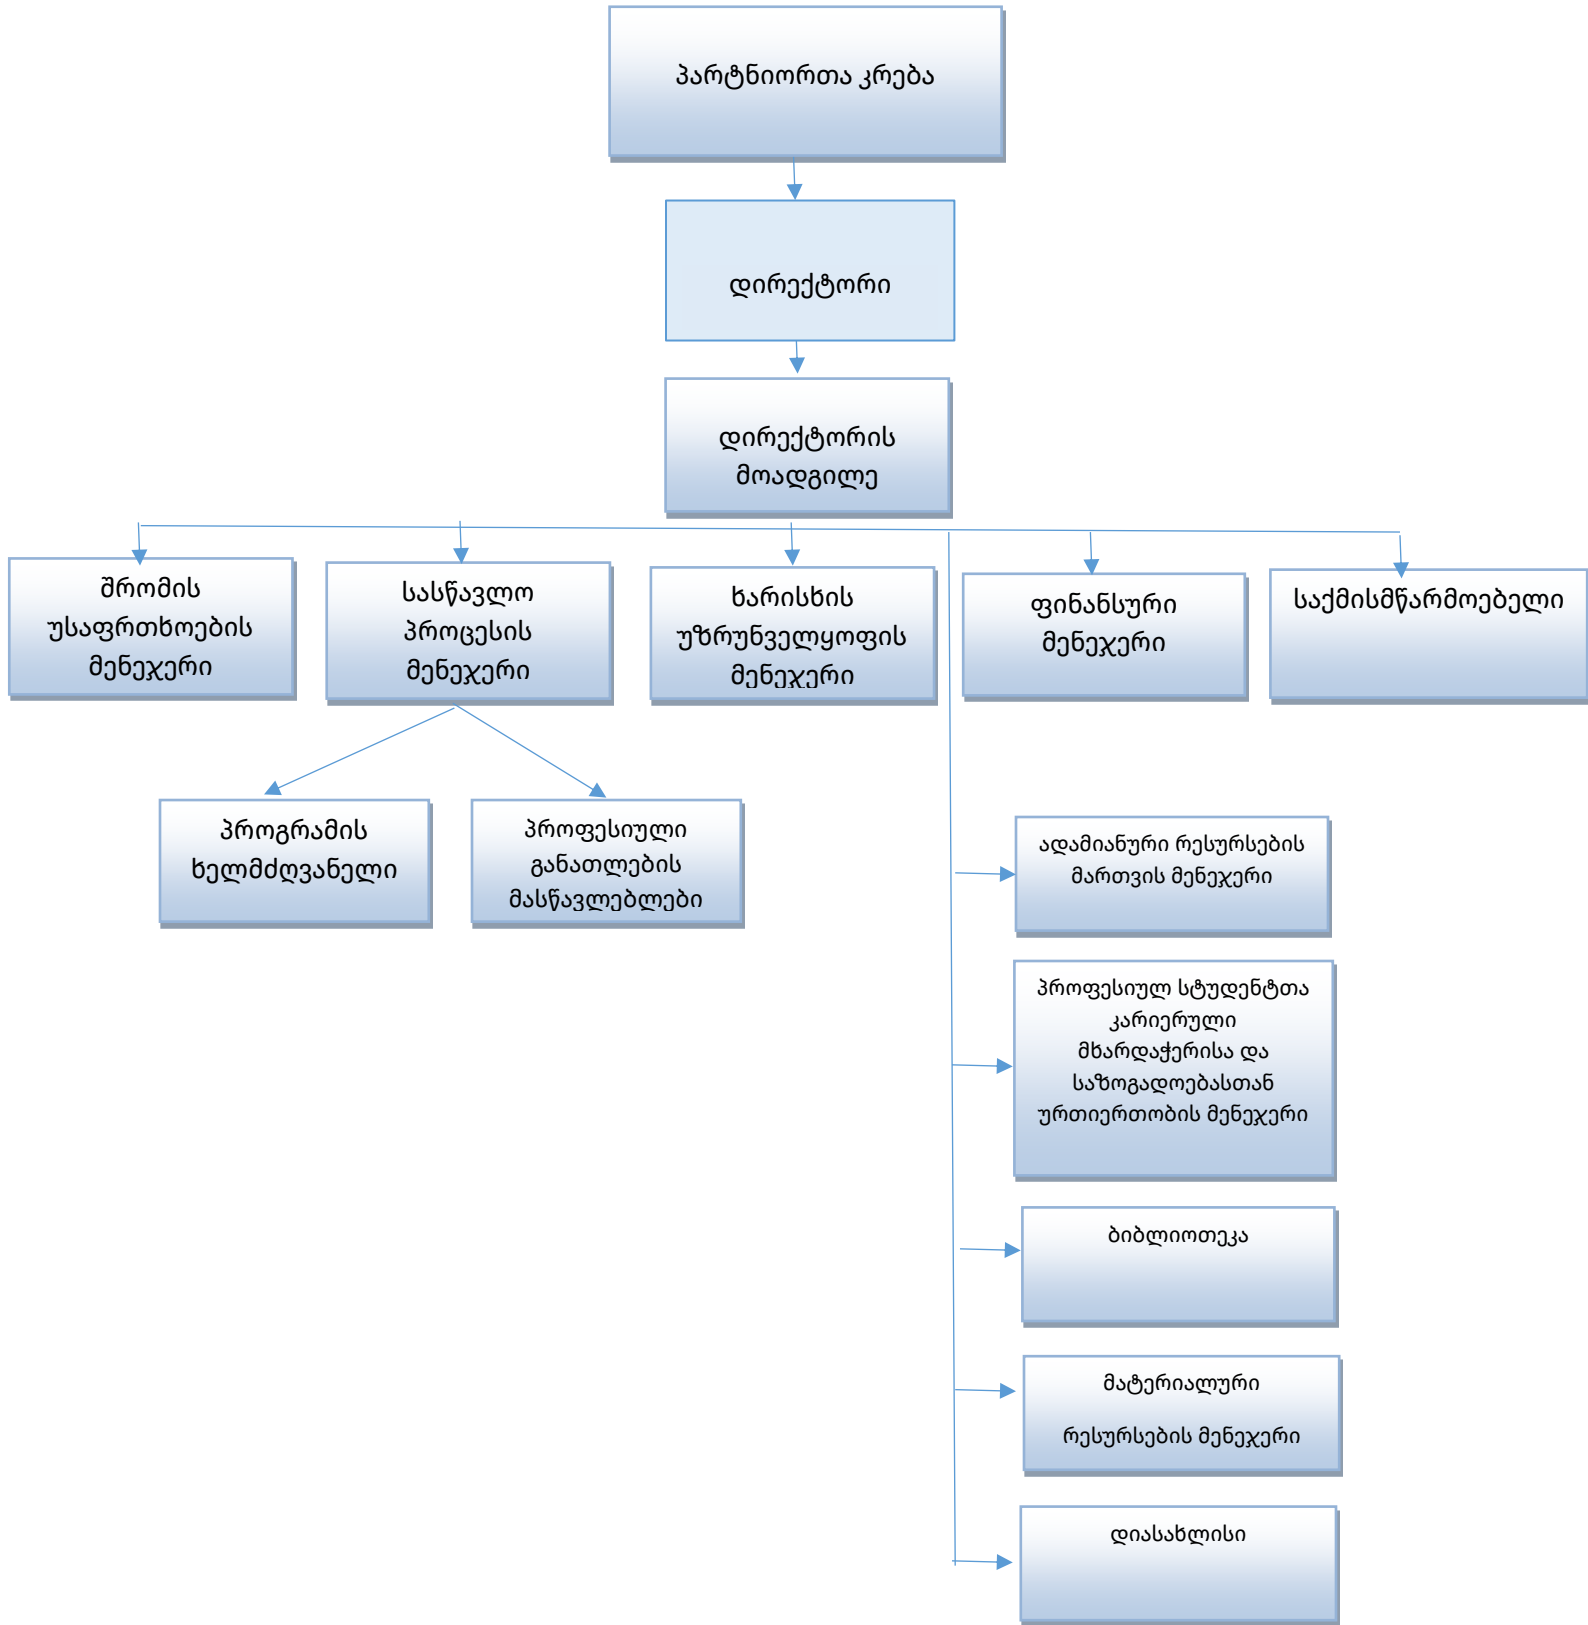 პარტნიორთა კრება
დირექტორი
დირექტორის
მოადგილე
შრომის
უსაფრთხოების
მენეჯერი
სასწავლო
პროცესის
მენეჯერი
ხარისხის
უზრუნველყოფის
მენეჯერი
ფინანსური
მენეჯერი
საქმისმწარმოებელი
პროგრამის
ხელმძღვანელი
პროფესიული
განათლების
მასწავლებლები
ადამიანური რესურსების
მართვის მენეჯერი
პროფესიულ სტუდენტთა
კარიერული
მხარდაჭერისა და
საზოგადოებასთან
ურთიერთობის მენეჯერი
ბიბლიოთეკა
მატერიალური
რესურსების მენეჯერი
დიასახლისი